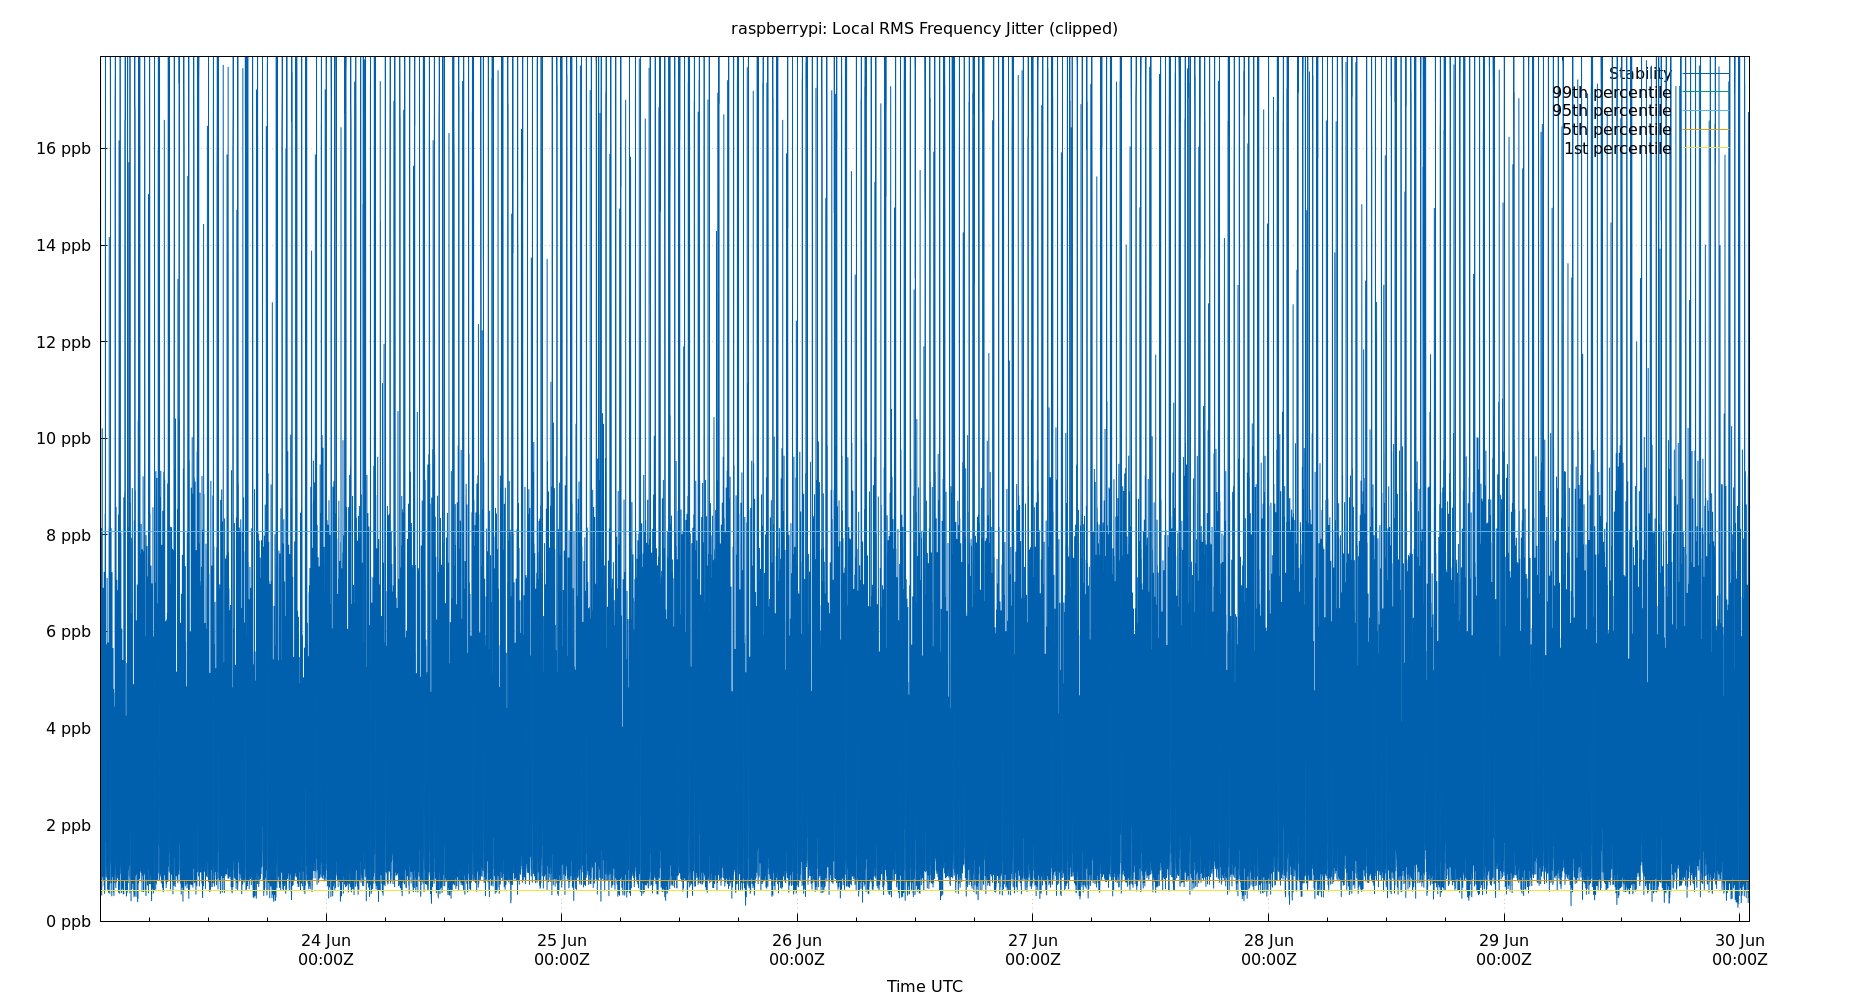 raspberrypi: Local RMS Frequency Jitter (clipped)
Stability
99th percentile
95th percentile
5th percentile
1st percentile
16 ppb
14 ppb
12 ppb
10 ppb
8 ppb
6 ppb
4 ppb
2 ppb
0 ppb
24 Jun 25 Jun 26 Jun 27 Jun 28 Jun 29 Jun 30 Jun
00:00Z 00:00Z 00:00Z 00:00Z 00:00Z 00:00Z 00:00Z
Time UTC